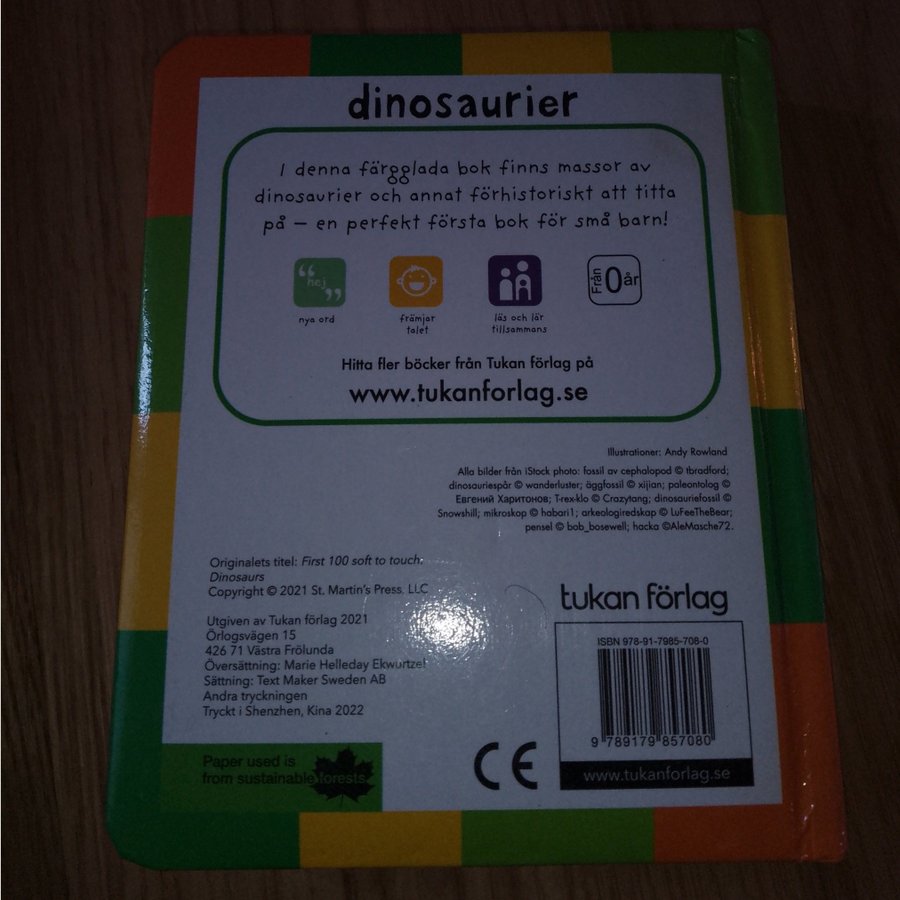 dinosaurier
I denna färgglada bok finns massor av
dinosaurier och annat förhistoriskt att titta
på – en perfekt första bok för små barn!
“hej”
nya ord
främjar
talet
läs och lär
tillsammans
Från 0 år
Hitta fler böcker från Tukan förlag på
www.tukanforlag.se
Illustrationer: Andy Rowland
Alla bilder från iStock photo: fossil av cephalopod © tbradford;
dinosauriespår © wanderluster; äggfossil © xijian; paleontolog ©
Евгений Харитонов; T-rex-klo © Crazytang; dinosauriefossil ©
Snowshill; mikroskop © habari1; arkeologiredskap © LuFeeTheBear;
pensel © bob_bosewell; hacka ©AleMasche72.
Originalets titel: First 100 soft to touch:
Dinosaurs
Copyright © 2021 St. Martin's Press, LLC
Utgiven av Tukan förlag 2021
Örlogsvägen 15
426 71 Västra Frölunda
Översättning: Marie Helleday Ekwurtzel
Sättning: Text Maker Sweden AB
Andra tryckningen
Tryckt i Shenzhen, Kina 2022
Paper used is
from sustainable forests
CE
tukan förlag
ISBN 978-91-7985-708-0
9 789179 857080
www.tukanforlag.se